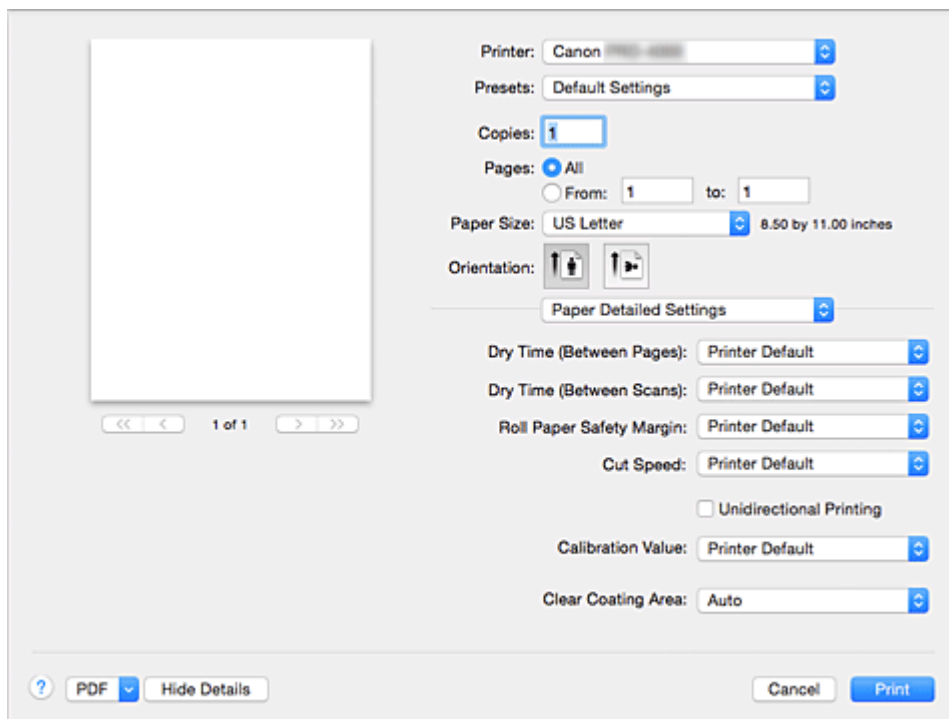 Printer: Canon
Presets: Default Settings
Copies: 1
Pages: All
From: 1 to: 1
Paper Size: US Letter 8.50 by 11.00 inches
Orientation:
Paper Detailed Settings
Dry Time (Between Pages): Printer Default
Dry Time (Between Scans): Printer Default
<< < 1 of 1 > >>
Roll Paper Safety Margin: Printer Default
Cut Speed: Printer Default
Unidirectional Printing
Calibration Value: Printer Default
Clear Coating Area: Auto
? PDF Hide Details Cancel Print